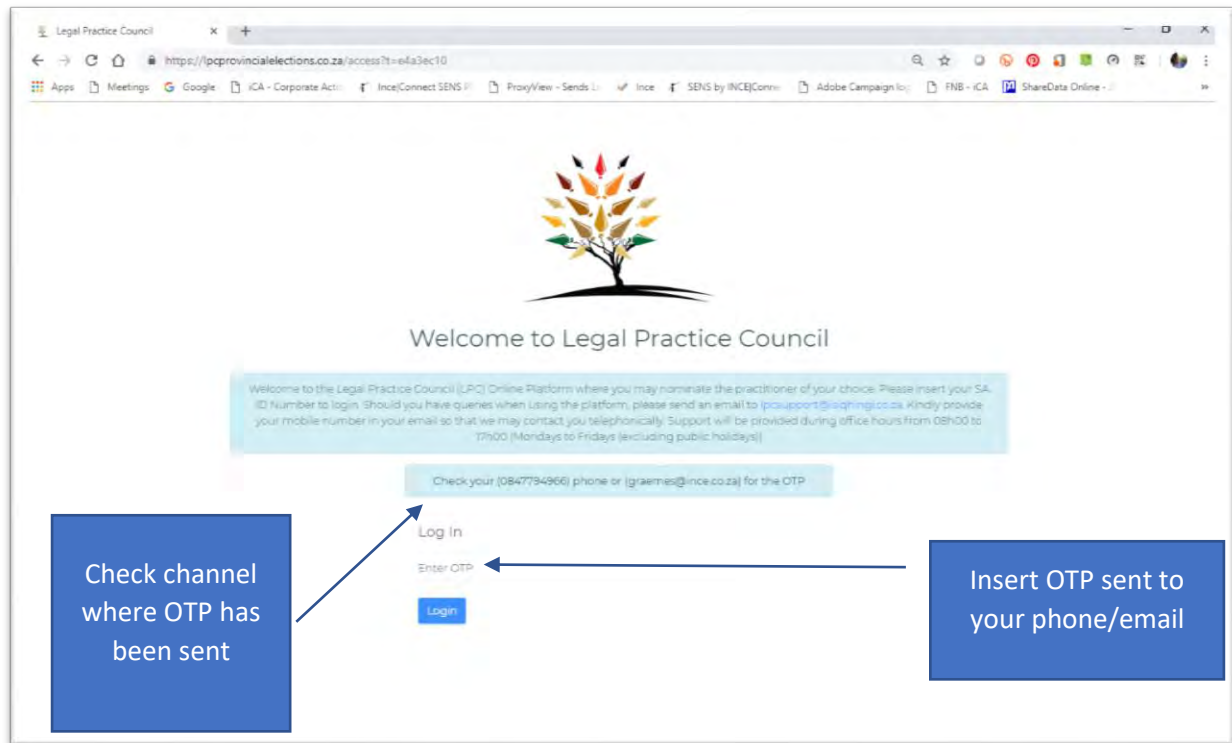 Legal Practice Council
https://lpcprovincialelections.co.za/access?t=e4a3ec10
Apps Meetings Google iCA - Corporate Acti Ince|Connect SENS ProxyView - Sends Ince SENS by INCE|Conne Adobe Campaign log FNB - iCA ShareData Online -
Welcome to Legal Practice Council
Welcome to the Legal Practice Council (LPC) Online Platform where you may nominate the practitioner of your choice. Please insert your SA
ID Number to login. Should you have queries when using the platform, please send an email to Kindly provide
your mobile number in your email so that we may contact you telephonically. Support will be provided during office hours from 08h00 to
17h00 (Mondays to Fridays (excluding public holidays))
Check your (0847794966) phone or (graemes@ince.co.za) for the OTP
Log In
Enter OTP
Login
Check channel
where OTP has
been sent
Insert OTP sent to
your phone/email